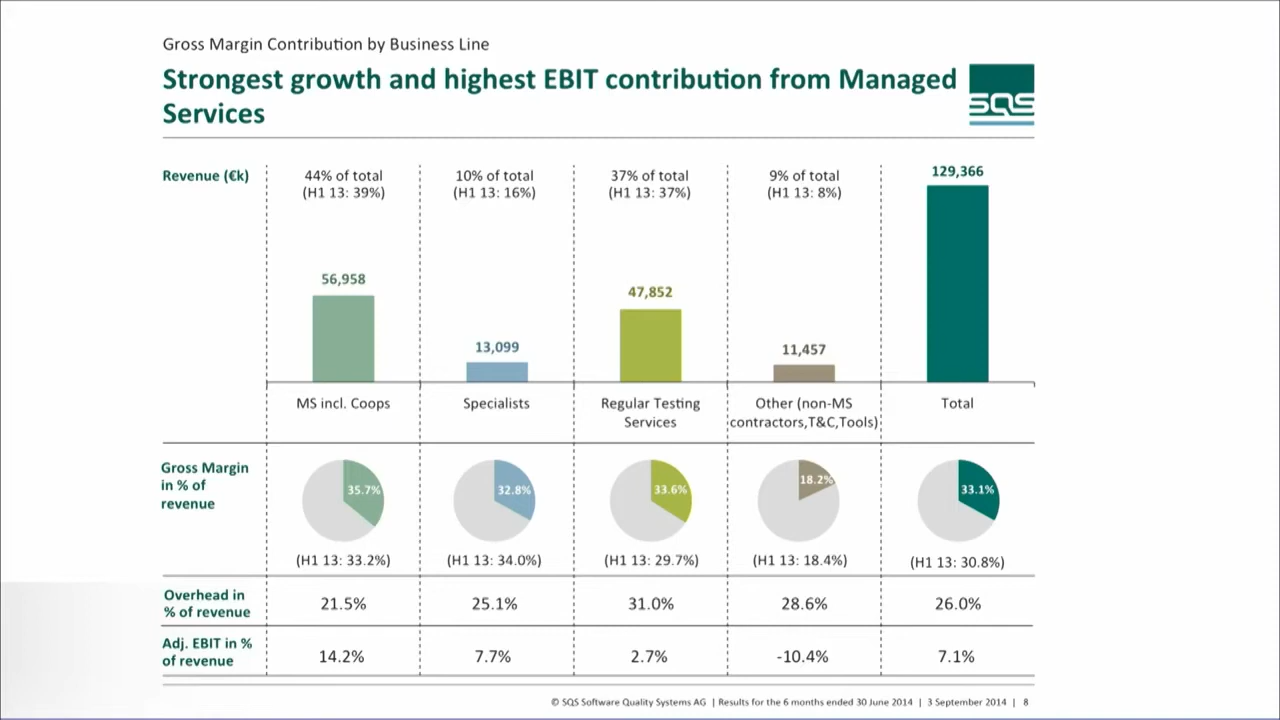 Gross Margin Contribution by Business Line
Strongest growth and highest EBIT contribution from Managed
Services
SQS
Revenue (€k)
44% of total
(H1 13: 39%)
10% of total
(H1 13: 16%)
37% of total
(H1 13: 37%)
9% of total
(H1 13: 8%)
129,366
56,958
13,099
47,852
11,457
MS incl. Coops
Specialists
Regular Testing
Services
Other (non-MS
contractors,T&C,Tools)
Total
Gross Margin
in % of
revenue
35.7%
32.8%
33.6%
18.2%
33.1%
(H1 13: 33.2%)
(H1 13: 34.0%)
(H1 13: 29.7%)
(H1 13: 18.4%)
(H1 13: 30.8%)
Overhead in
% of revenue
21.5%
25.1%
31.0%
28.6%
26.0%
Adj. EBIT in %
of revenue
14.2%
7.7%
2.7%
-10.4%
7.1%
© SQS Software Quality Systems AG | Results for the 6 months ended 30 June 2014 | 3 September 2014 | 8